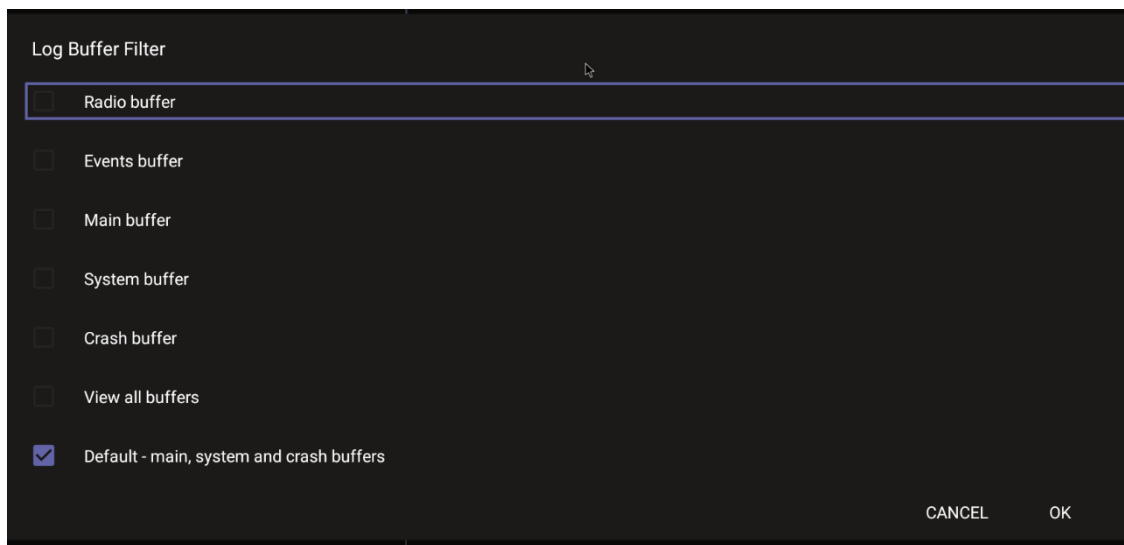 Log Buffer Filter
Radio buffer
Events buffer
Main buffer
System buffer
Crash buffer
View all buffers
Default - main, system and crash buffers
CANCEL OK